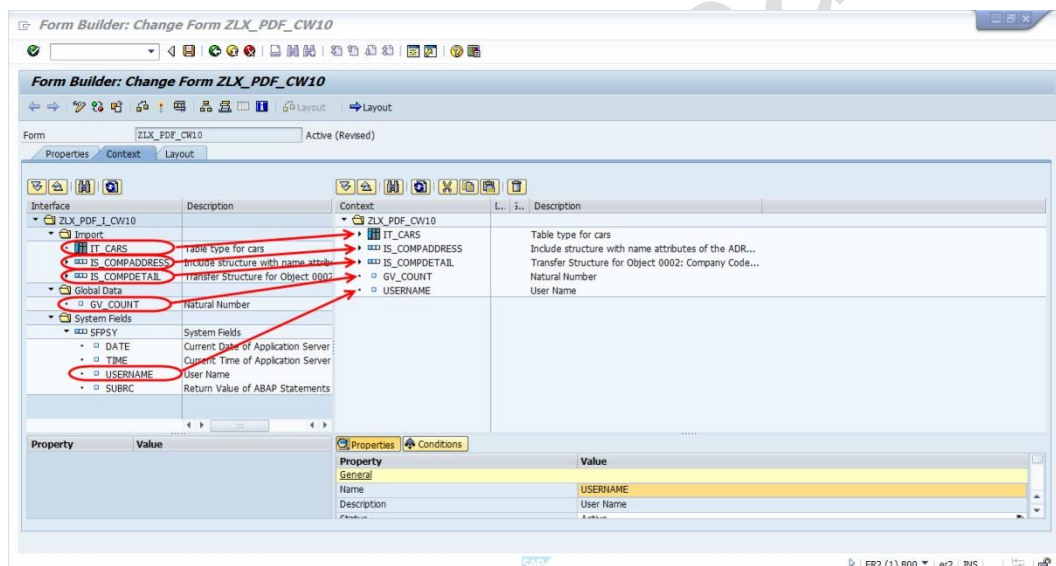 Form Builder: Change Form ZLX_PDF_CW10
Form Builder: Change Form ZLX_PDF_CW10
Layout Layout
Form ZLX_PDF_CW10 Active (Revised)
Properties Context Layout
Interface Description Context Description
ZLX_PDF_I_CW10 ZLX_PDF_CW10
Import IT_CARS Table type for cars
IT_CARS Table type for cars IS_COMPADDRESS Include structure with name attributes of the ADR...
IS_COMPADDRESS Include structure with name attrib IS_COMPDETAIL Transfer Structure for Object 0002: Company Code...
IS_COMPDETAIL Transfer Structure for Object 0002 GV_COUNT Natural Number
Global Data USERNAME User Name
GV_COUNT Natural Number
System Fields
SFPSY System Fields
DATE Current Date of Application Server
TIME Current Time of Application Server
USERNAME User Name
SUBRC Return Value of ABAP Statements
Property Value Properties Conditions
Property Value
General
Name USERNAME
Description User Name
Status Active
SAP ER2 (1) 800 er2 INS